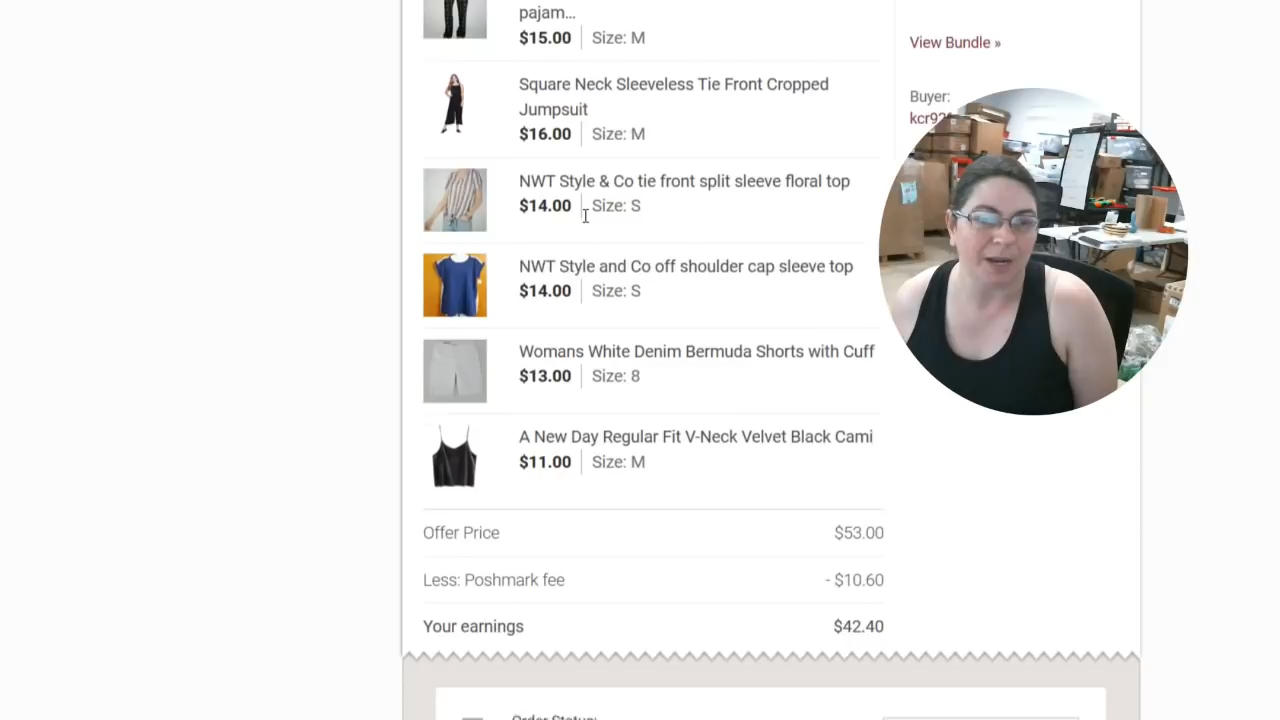 pajam...
$15.00 Size: M
View Bundle »
Square Neck Sleeveless Tie Front Cropped
Jumpsuit
$16.00 Size: M
Buyer:
NWT Style & Co tie front split sleeve floral top
$14.00 Size: S
NWT Style and Co off shoulder cap sleeve top
$14.00 Size: S
Womans White Denim Bermuda Shorts with Cuff
$13.00 Size: 8
A New Day Regular Fit V-Neck Velvet Black Cami
$11.00 Size: M
Offer Price $53.00
Less: Poshmark fee - $10.60
Your earnings $42.40
Order Status: